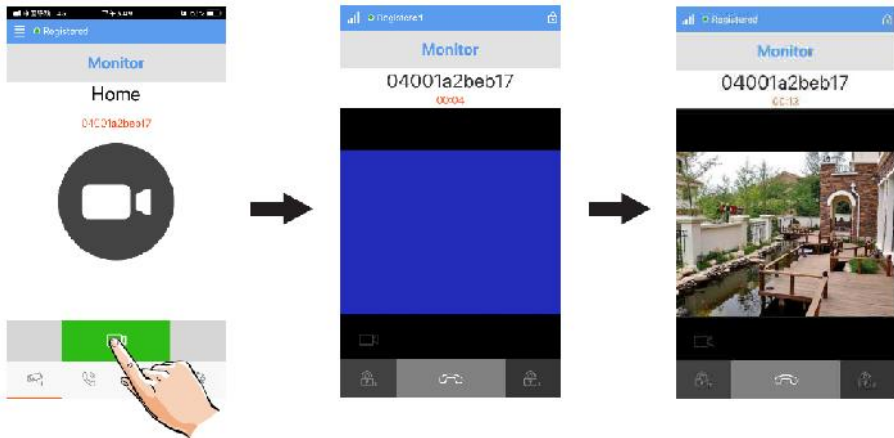 Registered
Monitor
Home
04001a2beb17
Registered
Monitor
04001a2beb17
00:04
Registered
Monitor
04001a2beb17
00:13